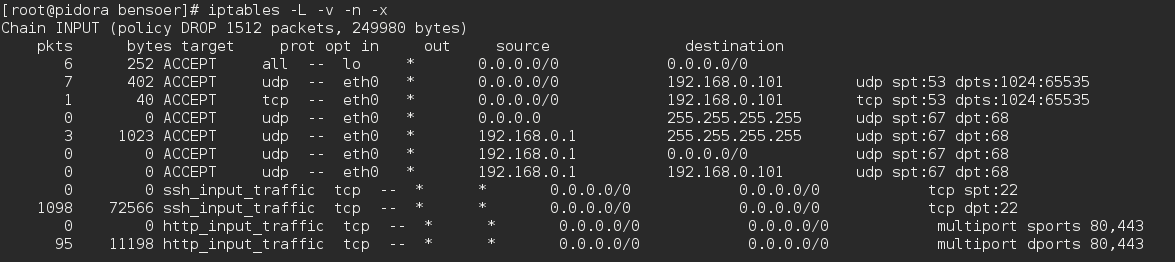 [root@pidora bensoer]# iptables -L -v -n -x
Chain INPUT (policy DROP 1512 packets, 249980 bytes)
    pkts      bytes target     prot opt in     out     source               destination
       6      252 ACCEPT     all  --  lo     *       0.0.0.0/0            0.0.0.0/0
       7      402 ACCEPT     udp  --  eth0   *       0.0.0.0/0            192.168.0.101        udp spt:53 dpts:1024:65535
       1       40 ACCEPT     tcp  --  eth0   *       0.0.0.0/0            192.168.0.101        tcp spt:53 dpts:1024:65535
       0        0 ACCEPT     udp  --  eth0   *       0.0.0.0              255.255.255.255      udp spt:67 dpt:68
       3     1023 ACCEPT     udp  --  eth0   *       192.168.0.1          255.255.255.255      udp spt:67 dpt:68
       0        0 ACCEPT     udp  --  eth0   *       192.168.0.1          0.0.0.0/0            udp spt:67 dpt:68
       0        0 ACCEPT     udp  --  eth0   *       192.168.0.1          192.168.0.101        udp spt:67 dpt:68
       0        0 ssh_input_traffic  tcp  --  *      *       0.0.0.0/0            0.0.0.0/0            tcp spt:22
    1098    72566 ssh_input_traffic  tcp  --  *      *       0.0.0.0/0            0.0.0.0/0            tcp dpt:22
       0        0 http_input_traffic  tcp  --  *      *       0.0.0.0/0            0.0.0.0/0            multiport sports 80,443
      95    11198 http_input_traffic  tcp  --  *      *       0.0.0.0/0            0.0.0.0/0            multiport dports 80,443